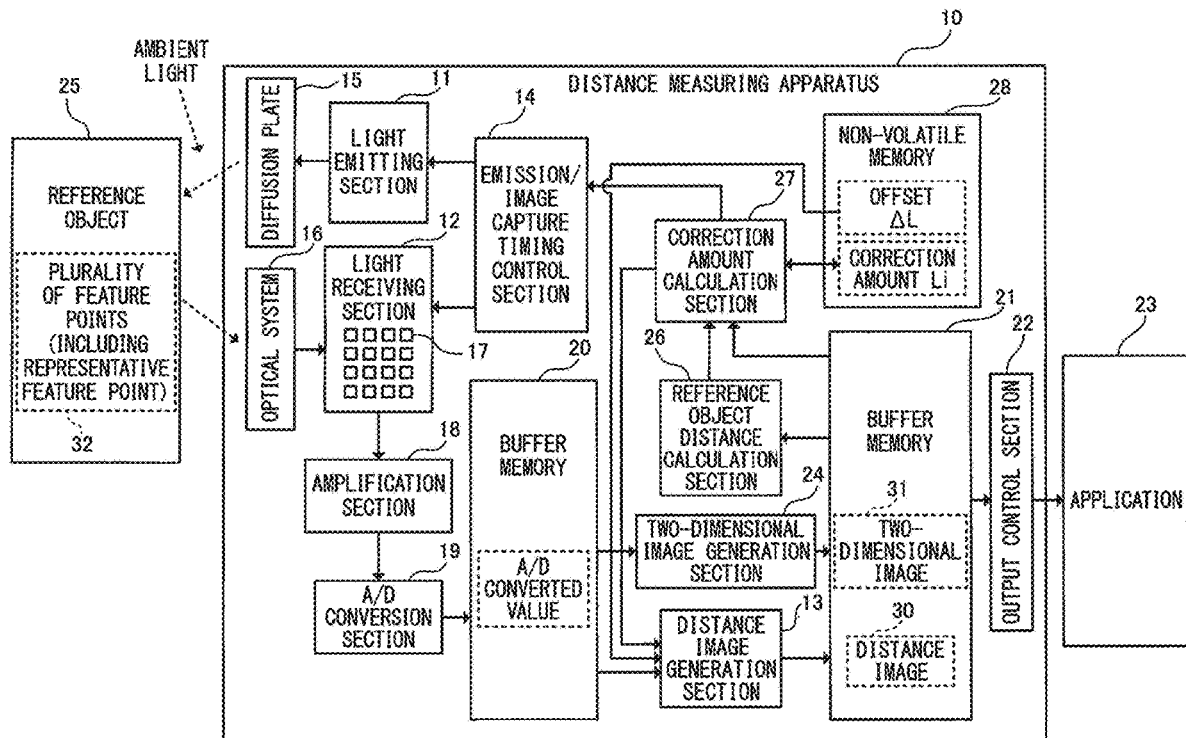 10
AMBIENT
LIGHT
DISTANCE MEASURING APPARATUS
25
REFERENCE
OBJECT
PLURALITY
OF FEATURE
POINTS
(INCLUDING
REPRESENTATIVE
FEATURE POINT)
32
15
DIFFUSION PLATE
11
LIGHT
EMITTING
SECTION
14
EMISSION/
IMAGE
CAPTURE
TIMING
CONTROL
SECTION
16
OPTICAL SYSTEM
12
LIGHT
RECEIVING
SECTION
17
18
AMPLIFICATION
SECTION
19
A/D
CONVERSION
SECTION
20
BUFFER
MEMORY
A/D
CONVERTED
VALUE
27
CORRECTION
AMOUNT
CALCULATION
SECTION
28
NON-VOLATILE
MEMORY
OFFSET
ΔL
CORRECTION
AMOUNT Li
26
REFERENCE
OBJECT
DISTANCE
CALCULATION
SECTION
24
TWO-DIMENSIONAL
IMAGE GENERATION
SECTION
13
DISTANCE
IMAGE
GENERATION
SECTION
21
BUFFER
MEMORY
31
TWO-
DIMENSIONAL
IMAGE
30
DISTANCE
IMAGE
22
OUTPUT CONTROL SECTION
23
APPLICATION